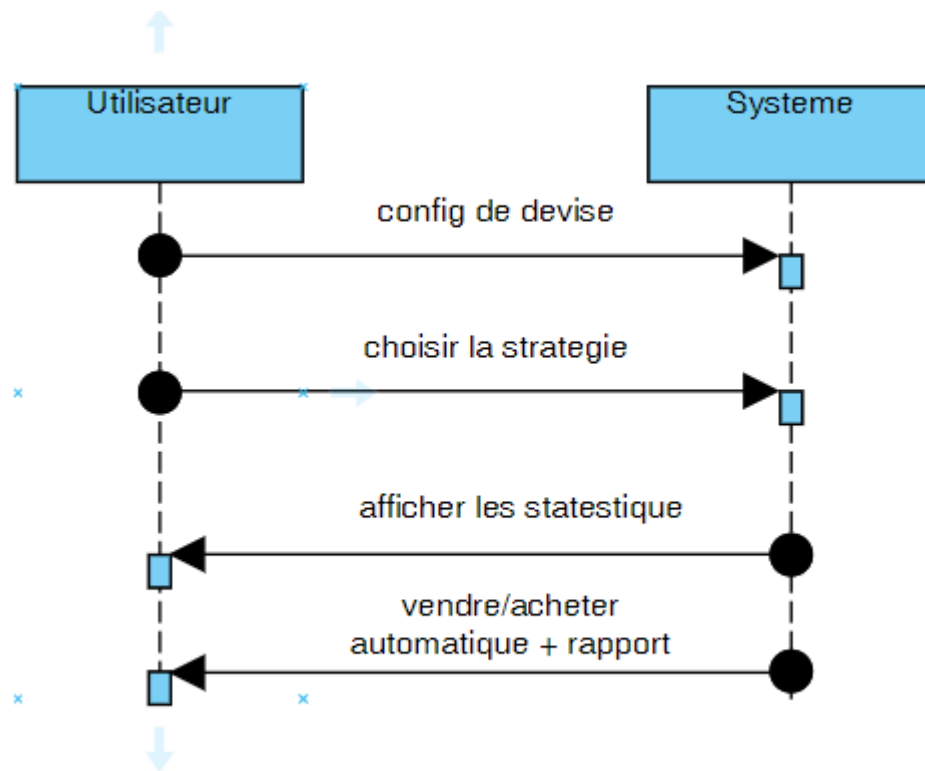 Utilisateur
Systeme
config de devise
choisir la strategie
afficher les statestique
vendre/acheter
automatique + rapport